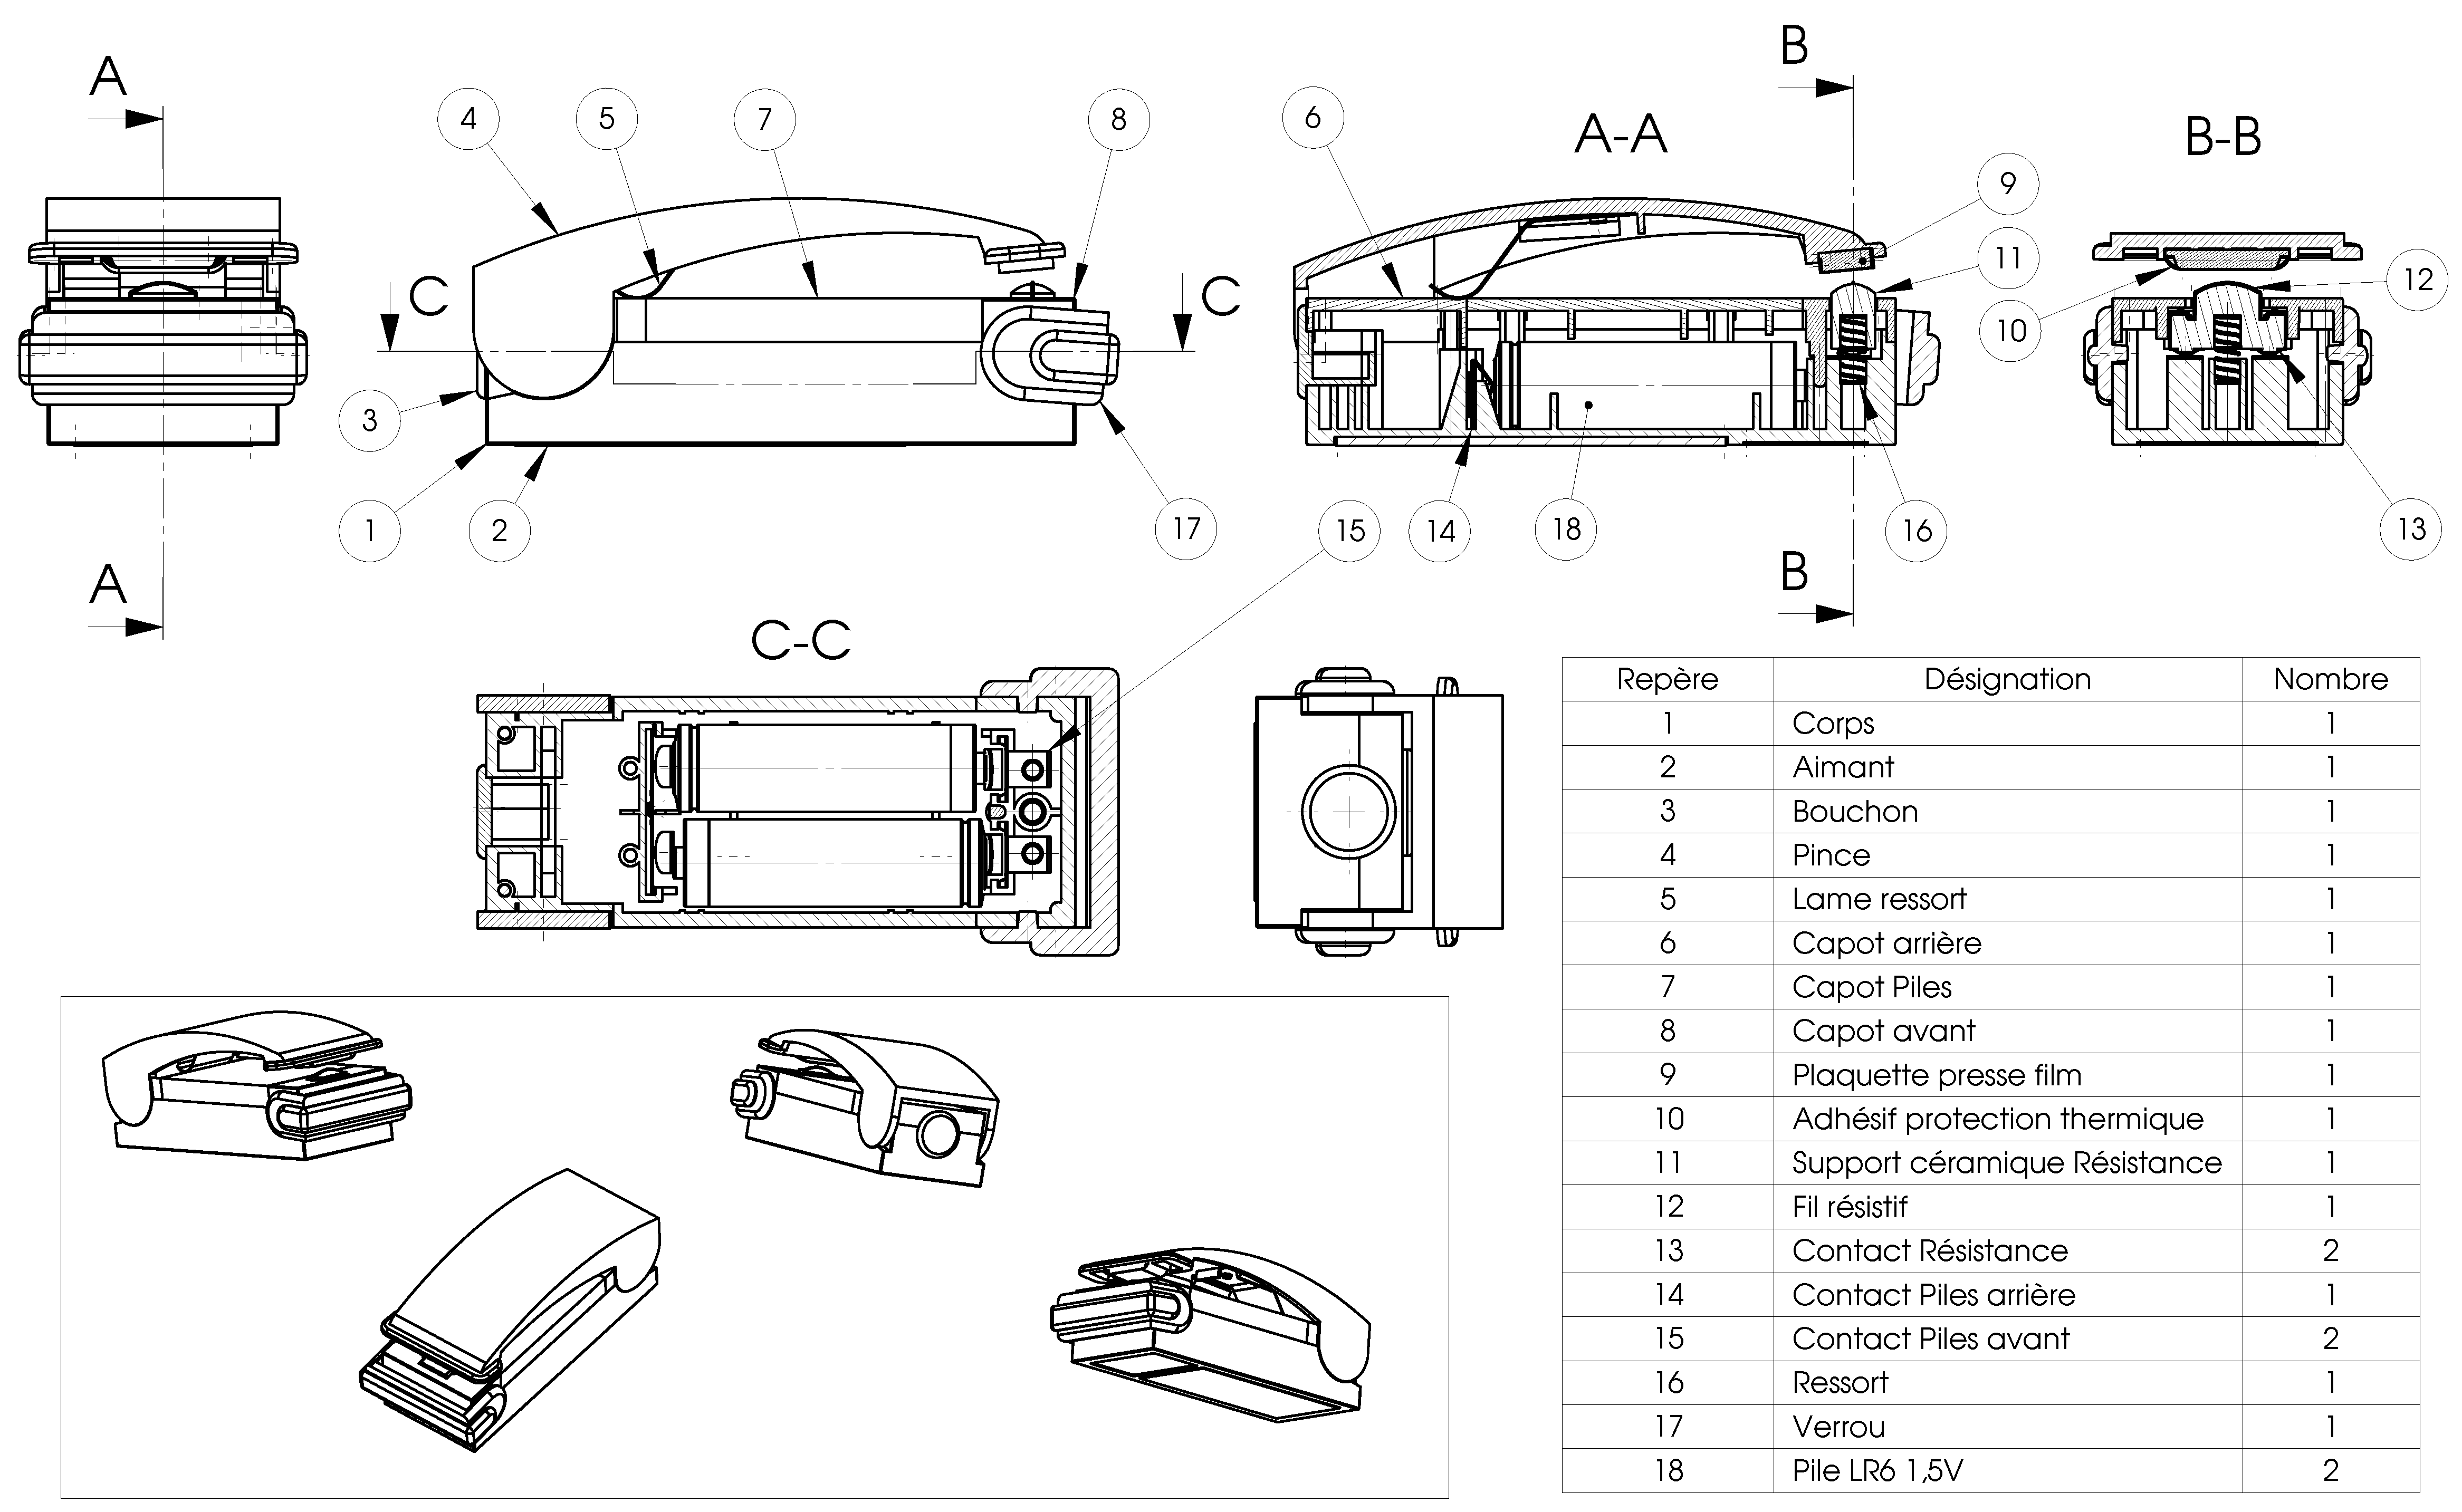 A
4
5
7
8
6
B
A-A
B-B
9
11
10
12
C
C
3
1
2
17
15
14
18
16
13
A
B
C-C
Repère Désignation Nombre
1 Corps 1
2 Aimant 1
3 Bouchon 1
4 Pince 1
5 Lame ressort 1
6 Capot arrière 1
7 Capot Piles 1
8 Capot avant 1
9 Plaquette presse film 1
10 Adhésif protection thermique 1
11 Support céramique Résistance 1
12 Fil résistif 1
13 Contact Résistance 2
14 Contact Piles arrière 1
15 Contact Piles avant 2
16 Ressort 1
17 Verrou 1
18 Pile LR6 1,5V 2